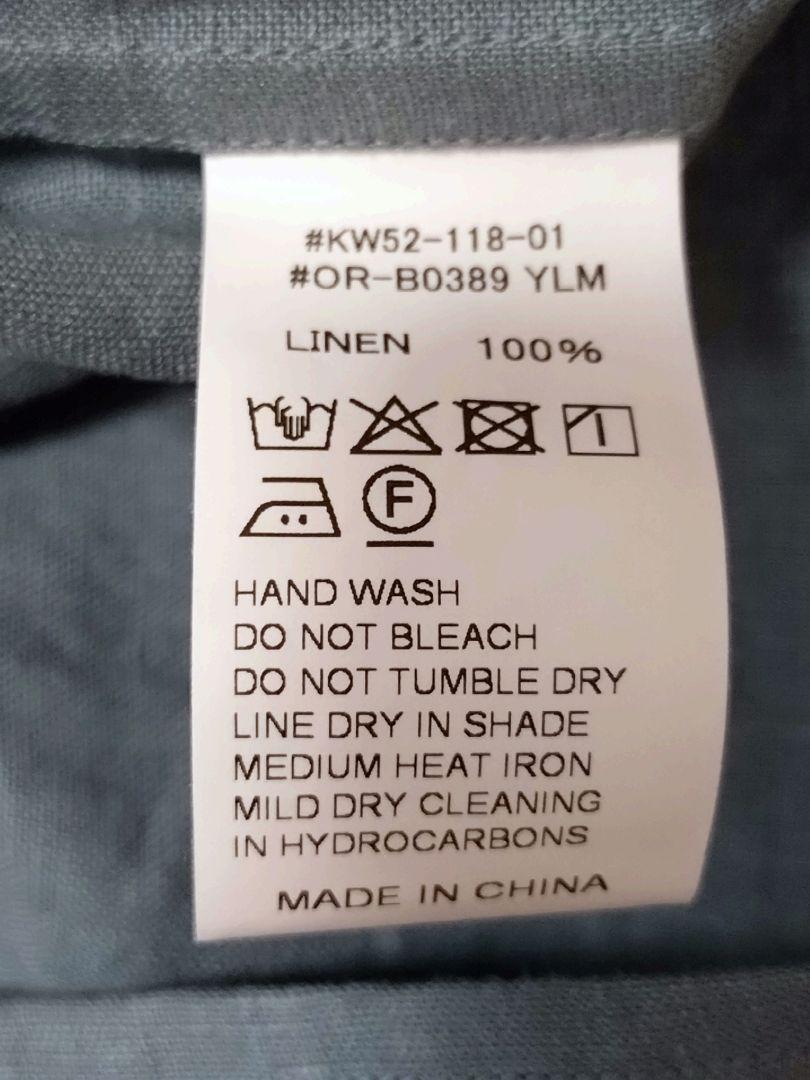 #KW52-118-01
#OR-B0389 YLM
LINEN 100%
F
HAND WASH
DO NOT BLEACH
DO NOT TUMBLE DRY
LINE DRY IN SHADE
MEDIUM HEAT IRON
MILD DRY CLEANING
IN HYDROCARBONS
MADE IN CHINA